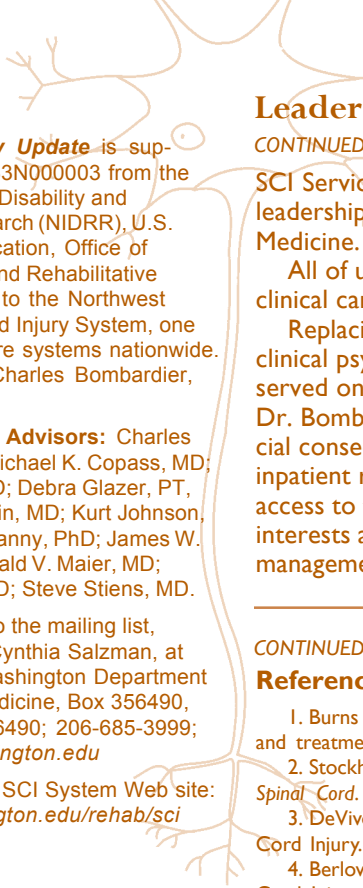 y Update is sup-
3N000003 from the
Disability and
arch (NIDRR), U.S.
cation, Office of
nd Rehabilitative
to the Northwest
d Injury System, one
re systems nationwide.
Charles Bombardier,
Advisors: Charles
ichael K. Copass, MD;
D; Debra Glazer, PT,
in, MD; Kurt Johnson,
anny, PhD; James W.
ald V. Maier, MD;
D; Steve Stiens, MD.
o the mailing list,
ynthia Salzman, at
ashington Department
edicine, Box 356490,
6490; 206-685-3999;
ington.edu
SCI System Web site:
gton.edu/rehab/sci
Leader
CONTINUED
SCI Servic
leadership
Medicine.
All of u
clinical car
Replaci
clinical psy
served on
Dr. Bomb
cial conse
inpatient r
access to
interests a
manageme
CONTINUED
Referenc
1. Burns
and treatme
2. Stockh
Spinal Cord.
3. DeViv
Cord Injury.
4. Berlow